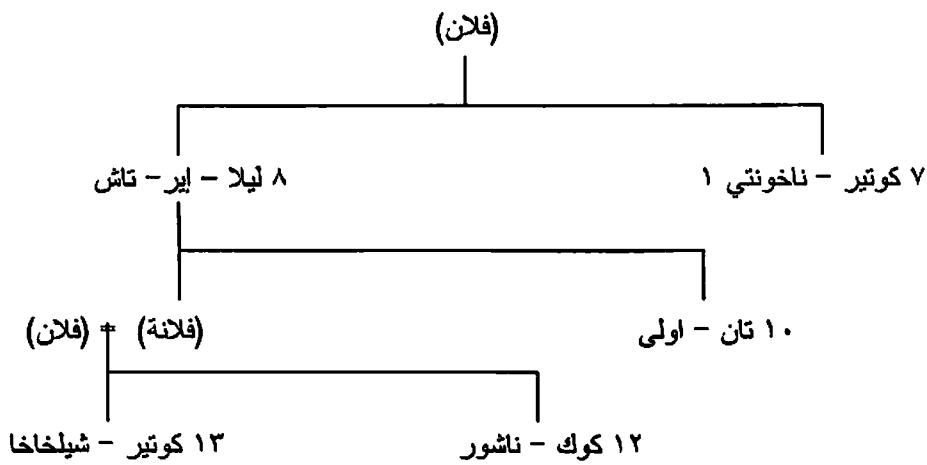 (فلان)
٧ كوتير – ناخونتي ١
٨ ليلا – إير – تاش
١٠ تان – اولى
(فلانة) = (فلان)
١٢ كوك – ناشور
١٣ كوتير – شيلخاخا